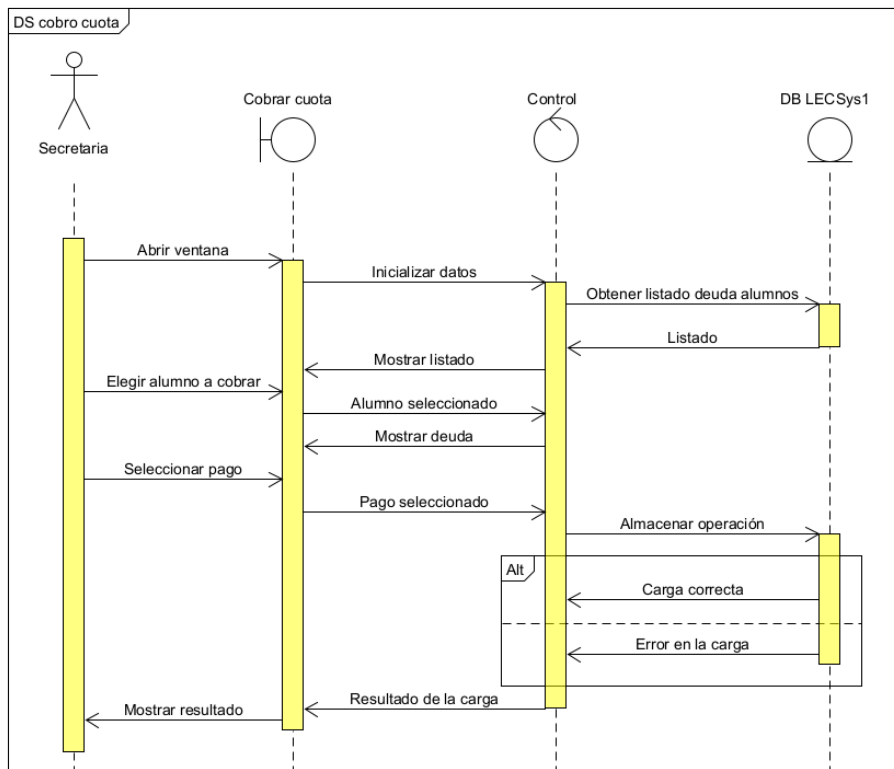 DS cobro cuota
Secretaria
Cobrar cuota
Control
DB LECSys1
Abrir ventana
Inicializar datos
Obtener listado deuda alumnos
Listado
Mostrar listado
Elegir alumno a cobrar
Alumno seleccionado
Mostrar deuda
Seleccionar pago
Pago seleccionado
Almacenar operación
Alt
Carga correcta
Error en la carga
Resultado de la carga
Mostrar resultado